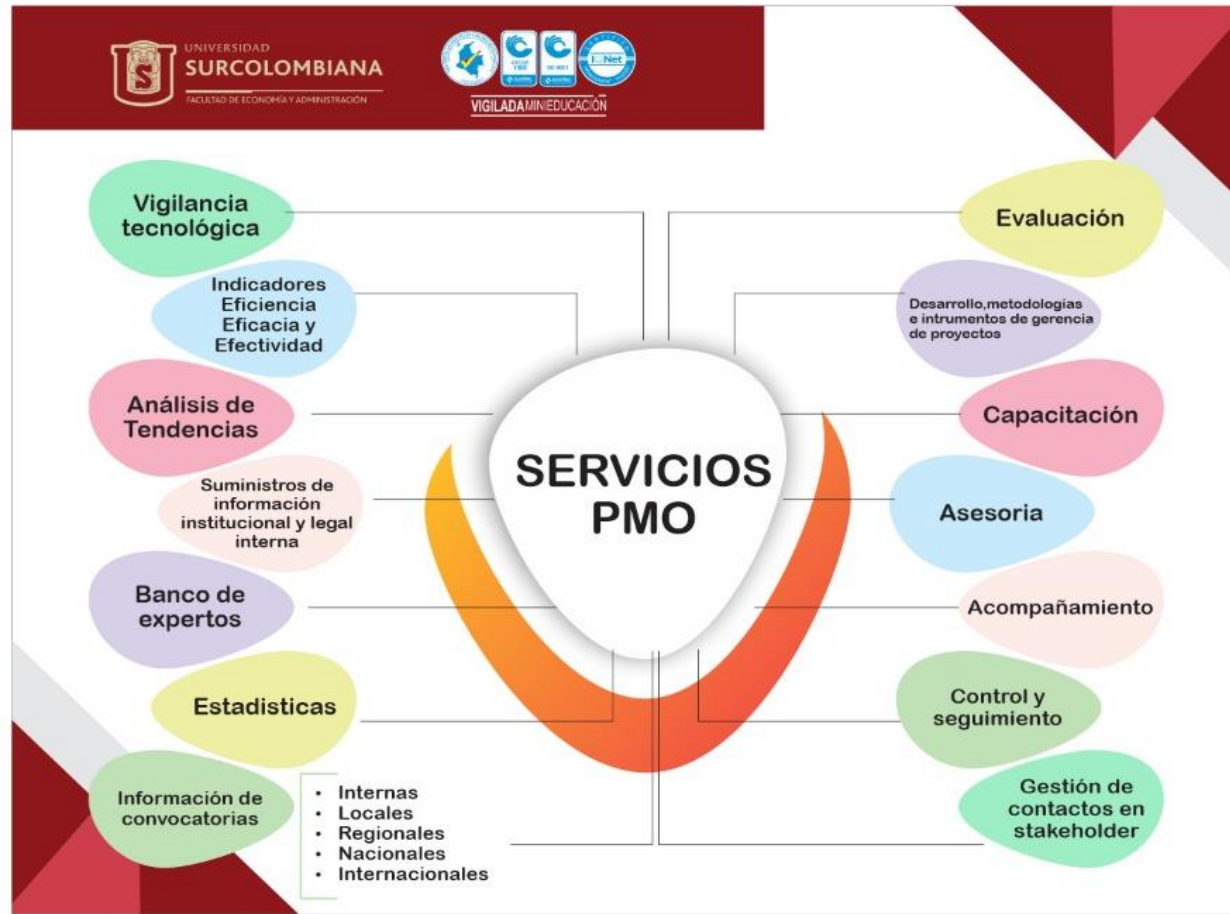 UNIVERSIDAD
SURCOLOMBIANA
FACULTAD DE ECONOMÍA Y ADMINISTRACIÓN
IQNet
VIGILADA MINEDUCACIÓN
Vigilancia
tecnológica
Indicadores
Eficiencia
Eficacia y
Efectividad
Análisis de
Tendencias
Suministros de
información
institucional y legal
interna
Banco de
expertos
Estadisticas
Información de
convocatorias
• Internas
• Locales
• Regionales
• Nacionales
• Internacionales
SERVICIOS
PMO
Evaluación
Desarrollo,metodologías
e intrumentos de gerencia
de proyectos
Capacitación
Asesoria
Acompañamiento
Control y
seguimiento
Gestión de
contactos en
stakeholder